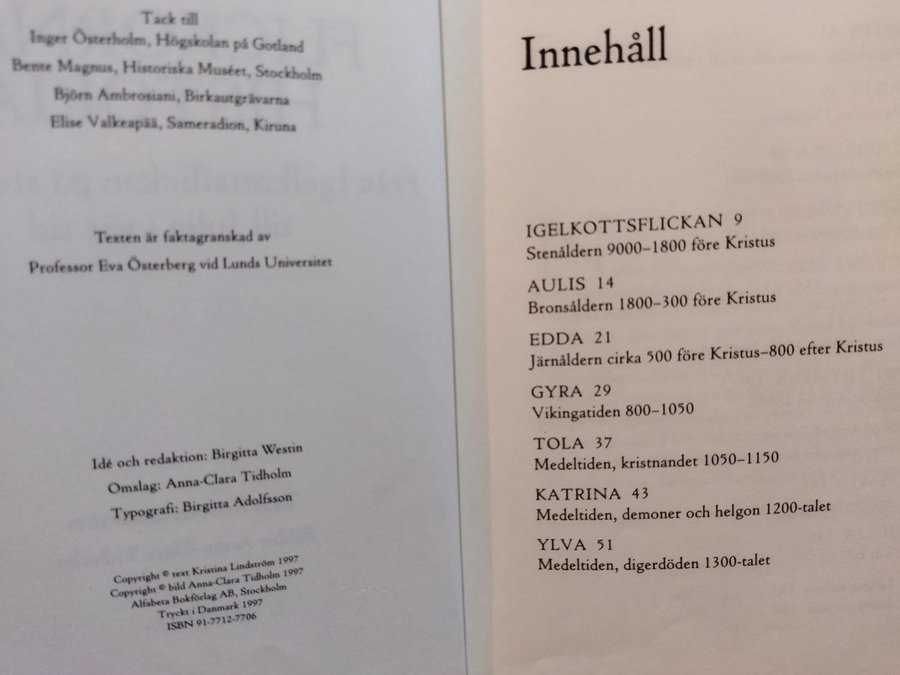 Tack till
Inger Österholm, Högskolan på Gotland
Bente Magnus, Historiska Muséet, Stockholm
Björn Ambrosiani, Birkautgrävarna
Elise Valkeapää, Sameradion, Kiruna
Texten är faktagranskad av
Professor Eva Österberg vid Lunds Universitet
Idé och redaktion: Birgitta Westin
Omslag: Anna-Clara Tidholm
Typografi: Birgitta Adolfsson
Copyright © text Kristina Lindström 1997
Copyright © bild Anna-Clara Tidholm 1997
Alfabeta Bokförlag AB, Stockholm
Tryckt i Danmark 1997
ISBN 91-7712-7706
Innehåll
IGELKOTTSFLICKAN 9
Stenåldern 9000–1800 före Kristus
AULIS 14
Bronsåldern 1800–300 före Kristus
EDDA 21
Järnåldern cirka 500 före Kristus–800 efter Kristus
GYRA 29
Vikingatiden 800–1050
TOLA 37
Medeltiden, kristnandet 1050–1150
KATRINA 43
Medeltiden, demoner och helgon 1200-talet
YLVA 51
Medeltiden, digerdöden 1300-talet